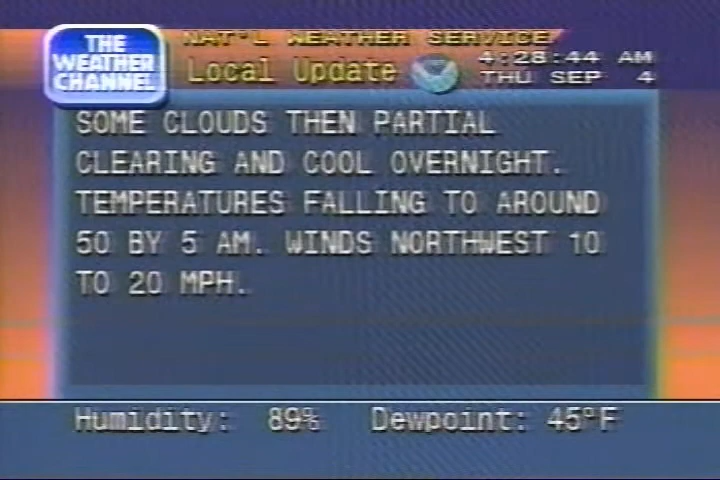 THE
WEATHER
CHANNEL
NAT'L WEATHER SERVICE
Local Update
4:28:44 AM
THU SEP 4
SOME CLOUDS THEN PARTIAL
CLEARING AND COOL OVERNIGHT.
TEMPERATURES FALLING TO AROUND
50 BY 5 AM. WINDS NORTHWEST 10
TO 20 MPH.
Humidity: 89% Dewpoint: 45°F